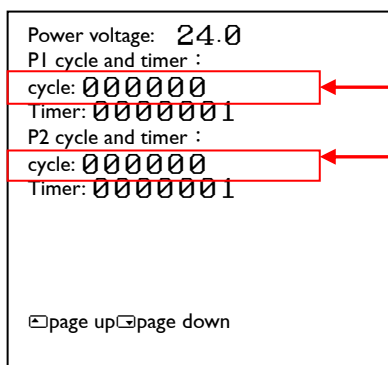 Power voltage: 24.0
P1 cycle and timer：
cycle: 000000
Timer: 0000001
P2 cycle and timer：
cycle: 000000
Timer: 0000001
page up page down